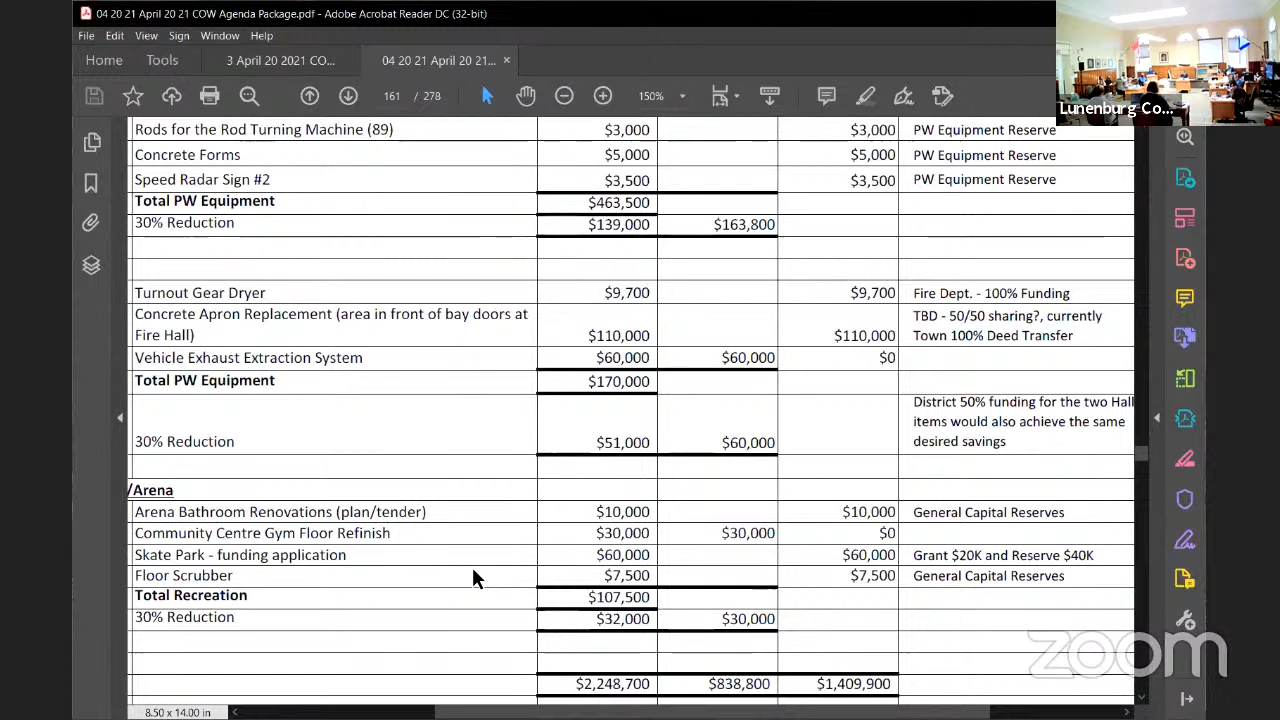 04 20 21 April 20 21 COW Agenda Package.pdf - Adobe Acrobat Reader DC (32-bit)
File Edit View Sign Window Help
Home Tools 3 April 20 2021 CO... 04 20 21 April 20 21... ×
161 / 278 150%
Lunenburg Co...
Rods for the Rod Turning Machine (89) $3,000 $3,000 PW Equipment Reserve
Concrete Forms $5,000 $5,000 PW Equipment Reserve
Speed Radar Sign #2 $3,500 $3,500 PW Equipment Reserve
Total PW Equipment $463,500
30% Reduction $139,000 $163,800
Turnout Gear Dryer $9,700 $9,700 Fire Dept. - 100% Funding
Concrete Apron Replacement (area in front of bay doors at TBD - 50/50 sharing?, currently
Fire Hall) $110,000 $110,000 Town 100% Deed Transfer
Vehicle Exhaust Extraction System $60,000 $60,000 $0
Total PW Equipment $170,000
District 50% funding for the two Hall
items would also achieve the same
30% Reduction $51,000 $60,000 desired savings
/Arena
Arena Bathroom Renovations (plan/tender) $10,000 $10,000 General Capital Reserves
Community Centre Gym Floor Refinish $30,000 $30,000 $0
Skate Park - funding application $60,000 $60,000 Grant $20K and Reserve $40K
Floor Scrubber $7,500 $7,500 General Capital Reserves
Total Recreation $107,500
30% Reduction $32,000 $30,000
$2,248,700 $838,800 $1,409,900
zoom
8.50 x 14.00 in